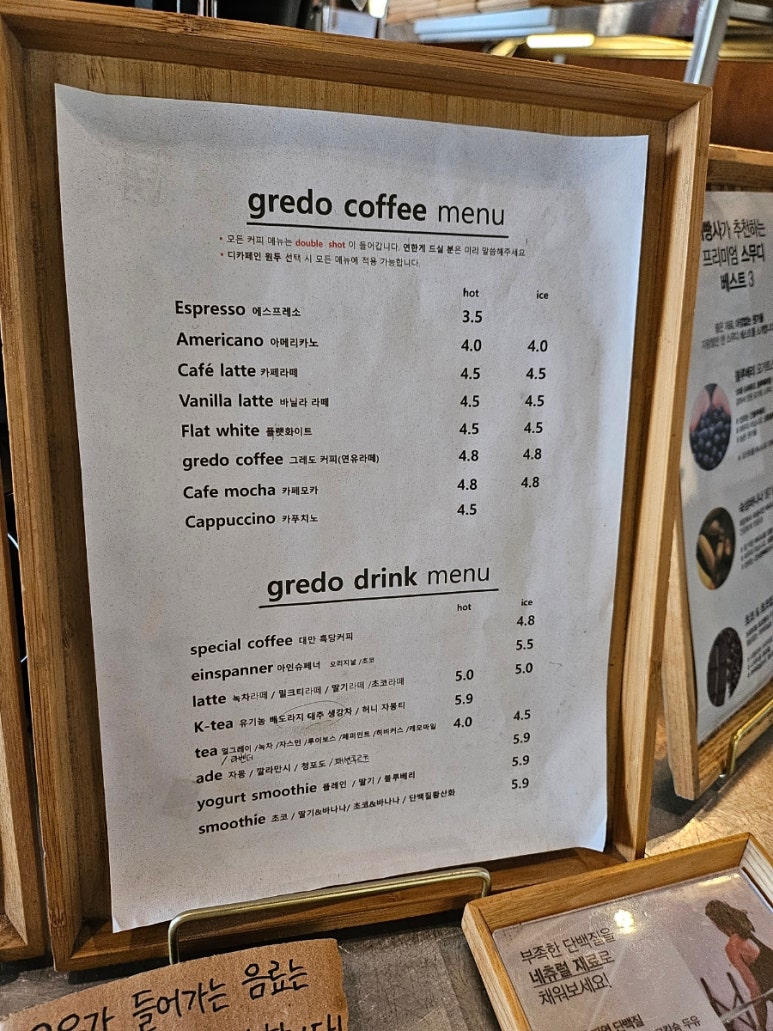 gredo coffee menu
• 모든 커피 메뉴는 double shot 이 들어갑니다. 연한게 드실 분은 미리 말씀해주세요
• 디카페인 원두 선택 시 모든 메뉴에 적용 가능합니다.
hot ice
Espresso 에스프레소 3.5
Americano 아메리카노 4.0 4.0
Café latte 카페라떼 4.5 4.5
Vanilla latte 바닐라 라떼 4.5 4.5
Flat white 플랫화이트 4.5 4.5
gredo coffee 그레도 커피(연유라떼) 4.8 4.8
Cafe mocha 카페모카 4.8 4.8
Cappuccino 카푸치노 4.5
gredo drink menu
hot ice
special coffee 대만 흑당커피 4.8
einspanner 아인슈페너 오리지널 /초코 5.5
latte 녹차라떼 / 밀크티라떼 / 딸기라떼 /초코라떼 5.0 5.0
K-tea 유기농 배도라지 대추 생강차 / 허니 자몽티 5.9
tea 얼그레이 /녹차 /자스민 /루이보스 /페퍼민트 /히비커스 /캐모마일 4.0 4.5
/ 라벤더
ade 자몽 / 깔라만시 / 청포도 / 패션푸르츠 5.9
yogurt smoothie 플레인 / 딸기 / 블루베리 5.9
smoothie 초코 / 딸기&바나나/ 초코&바나나 / 단백질황산화 5.9
빵사가 추천하는
프리미엄 스무디
베스트 3
부족한 단백질을
네츄럴 재료로
채워보세요!
들어가는 음료는